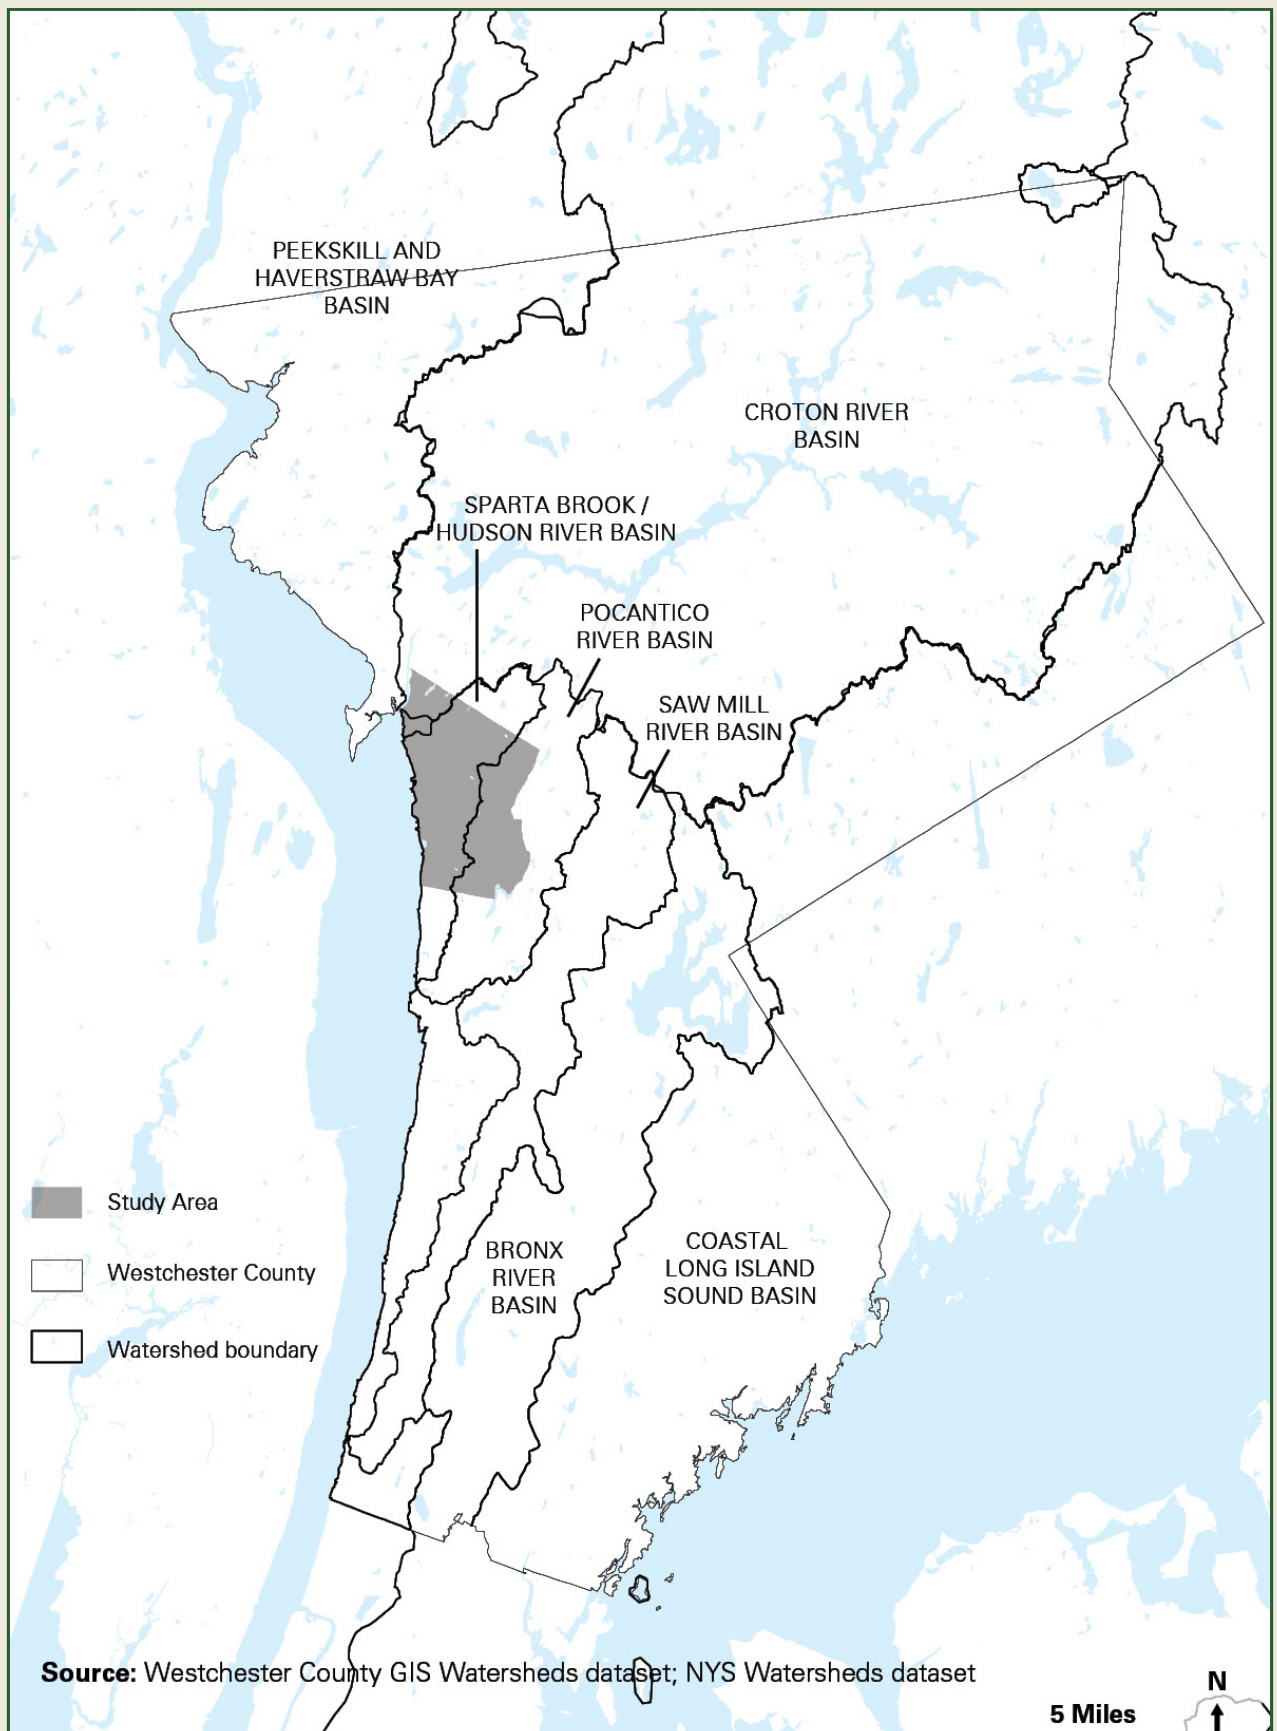 PEEKSKILL AND
HAVERSTRAW BAY
BASIN
CROTON RIVER
BASIN
SPARTA BROOK /
HUDSON RIVER BASIN
POCANTICO
RIVER BASIN
SAW MILL
RIVER BASIN
Study Area
Westchester County
Watershed boundary
BRONX
RIVER
BASIN
COASTAL
LONG ISLAND
SOUND BASIN
Source: Westchester County GIS Watersheds dataset; NYS Watersheds dataset
N
5 Miles